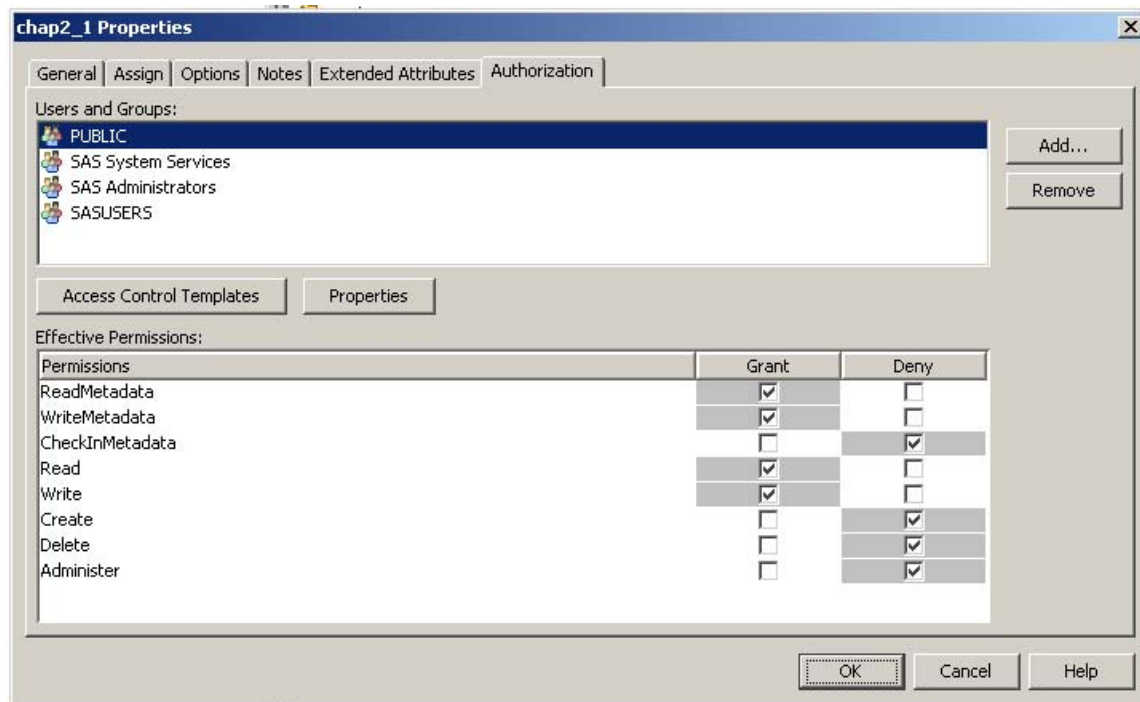 chap2_1 Properties
General Assign Options Notes Extended Attributes Authorization
Users and Groups:
PUBLIC
SAS System Services
SAS Administrators
SASUSERS
Add...
Remove
Access Control Templates Properties
Effective Permissions:
Permissions Grant Deny
ReadMetadata
WriteMetadata
CheckInMetadata
Read
Write
Create
Delete
Administer
OK Cancel Help